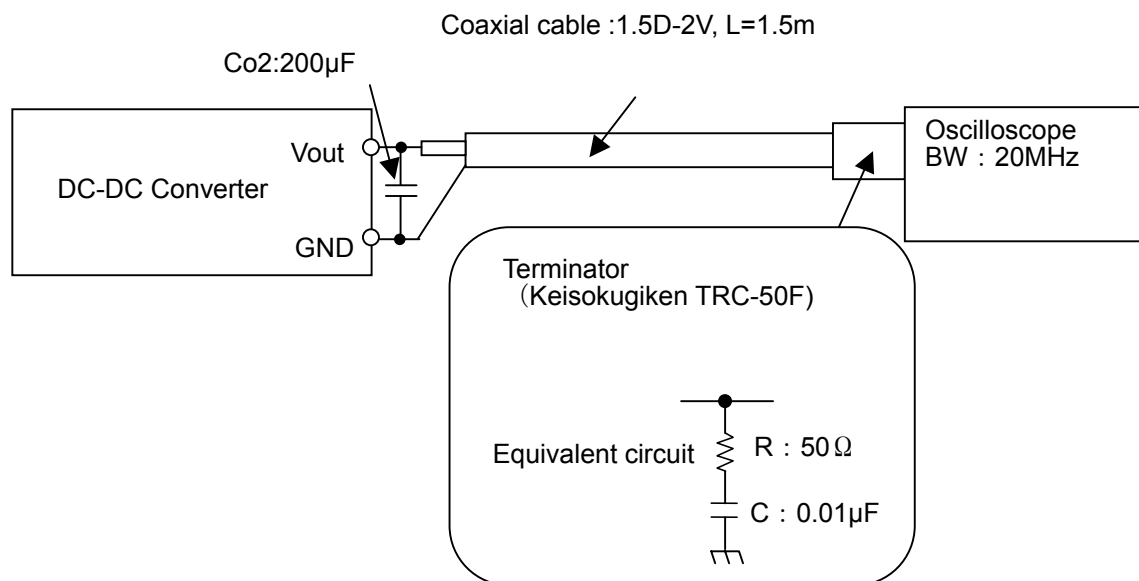 Coaxial cable :1.5D-2V, L=1.5m
Co2:200µF
Oscilloscope
BW：20MHz
Vout
DC-DC Converter
GND
Terminator
（Keisokugiken TRC-50F)
Equivalent circuit
R：50Ω
C：0.01µF